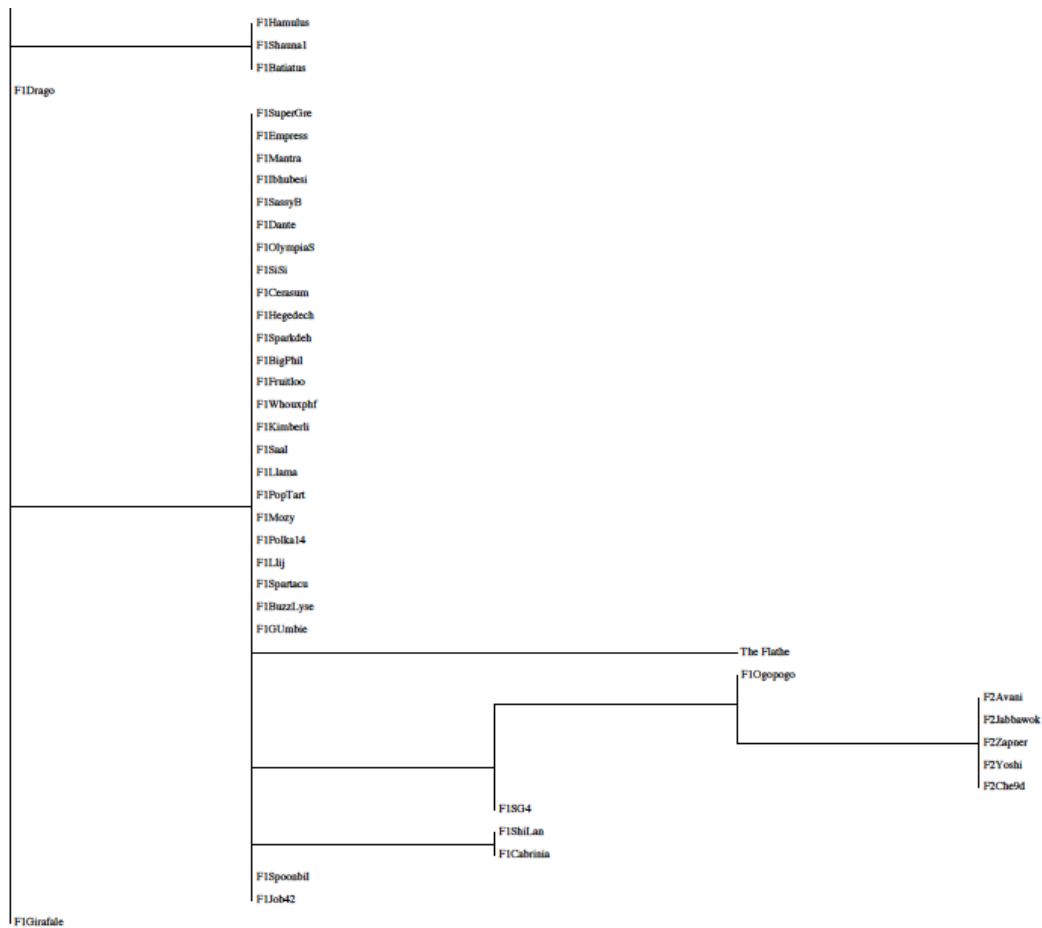 F1Hamulus
F1Shauna1
F1Batiatus
F1Drago
F1SuperGre
F1Empress
F1Mantra
F1Ibhubesi
F1SassyB
F1Dante
F1OlympiaS
F1SiSi
F1Cerasum
F1Hegedech
F1Sparkdeh
F1BigPhil
F1Fruitloo
F1Whouxphf
F1Kimberli
F1Saal
F1Llama
F1PopTart
F1Mozy
F1Polka14
F1Llij
F1Spartacu
F1BuzzLyse
F1GUmbie
The Flathe
F1Ogopogo
F2Avani
F2Jabbawok
F2Zapner
F2Yoshi
F2Che9d
F1SG4
F1ShiLan
F1Cabrinia
F1Spoonbil
F1Job42
F1Girafale